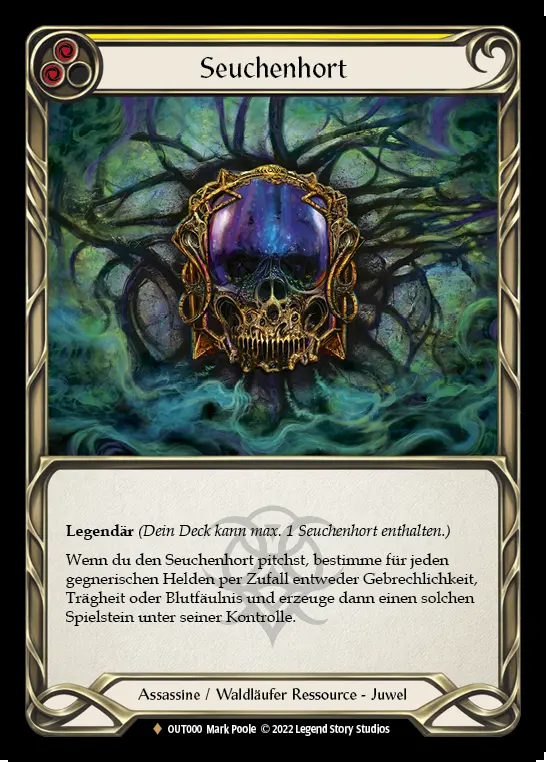 Seuchenhort
Legendär (Dein Deck kann max. 1 Seuchenhort enthalten.)
Wenn du den Seuchenhort pitchst, bestimme für jeden
gegnerischen Helden per Zufall entweder Gebrechlichkeit,
Trägheit oder Blutfäulnis und erzeuge dann einen solchen
Spielstein unter seiner Kontrolle.
Assassine / Waldläufer Ressource - Juwel
OUT000 Mark Poole © 2022 Legend Story Studios